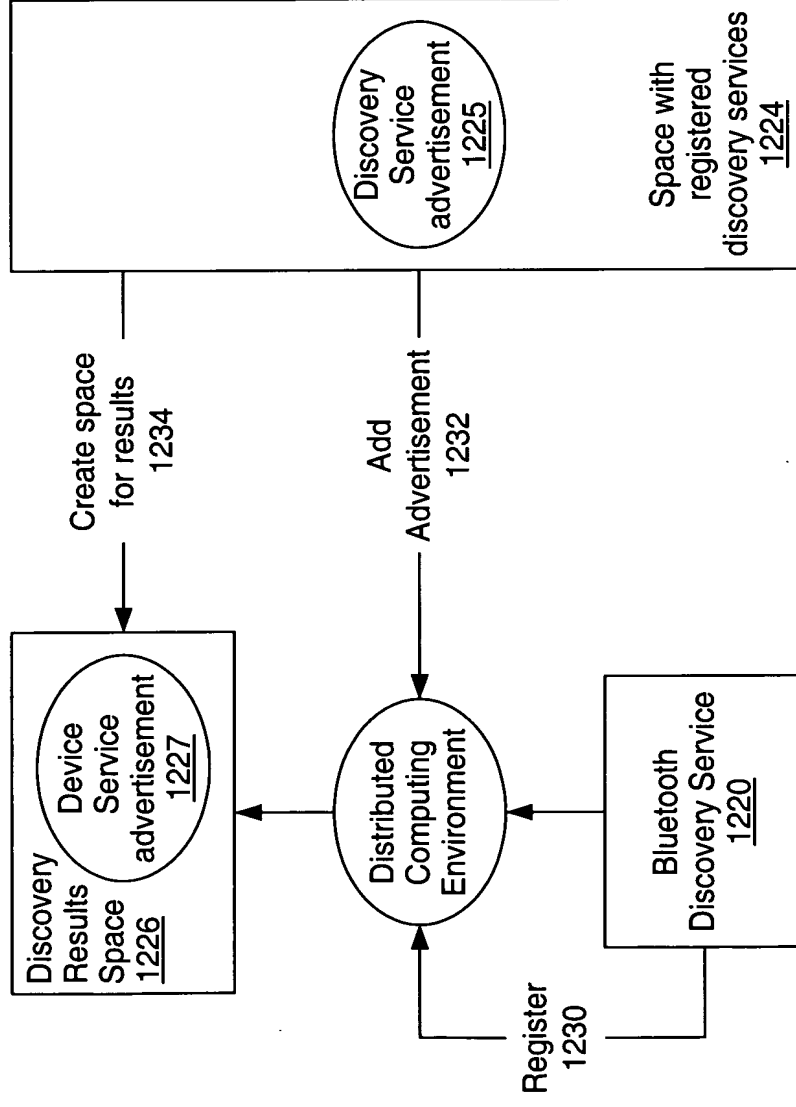 Register
1230
Bluetooth
Discovery Service
1220
Distributed
Computing
Environment
Discovery
Results
Space
1226
Device
Service
advertisement
1227
Add
Advertisement
1232
Create space
for results
1234
Discovery
Service
advertisement
1225
Space with
registered
discovery services
1224